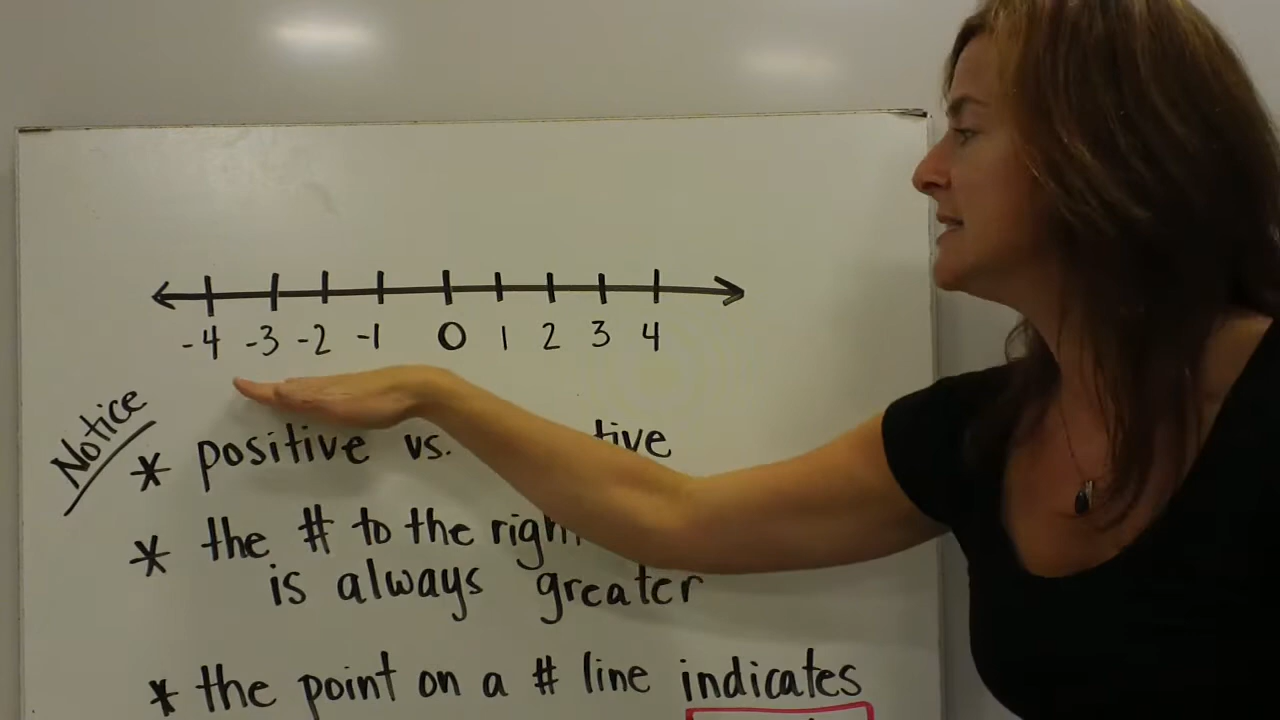 -4 -3 -2 -1 0 1 2 3 4
Notice
* positive vs. tive
* the # to the righ
is always greater
* the point on a # line indicates